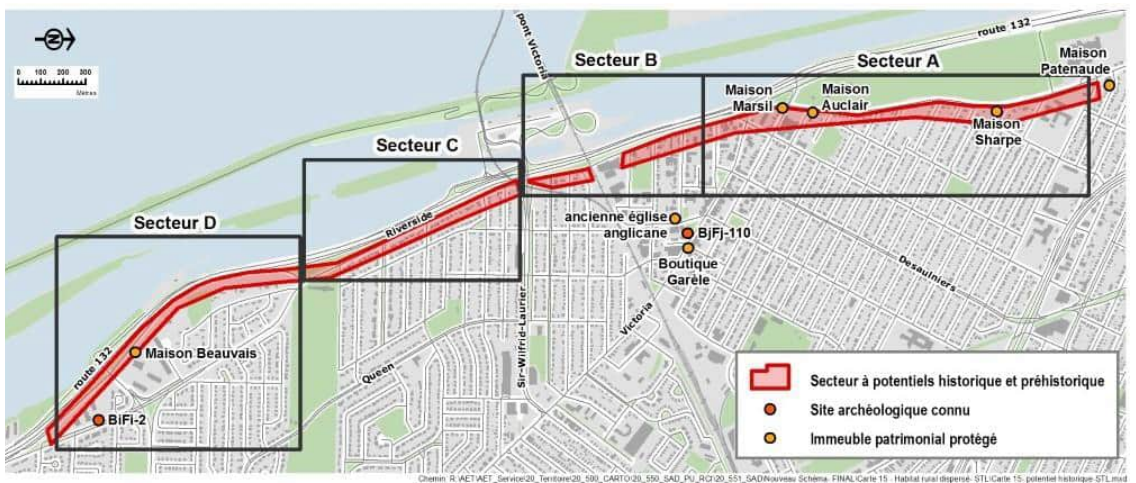 N
0 100 200 300
Mètres
route 132
pont Victoria
Secteur B
Secteur A
Maison
Patenaude
Maison
Marsil
Maison
Auclair
Maison
Sharpe
Secteur C
Riverside
Secteur D
ancienne église
anglicane
BjFj-110
Boutique
Garèle
Desaulniers
Victoria
Sir-Wilfrid-Laurier
Queen
route 132
Maison Beauvais
BiFi-2
Secteur à potentiels historique et préhistorique
Site archéologique connu
Immeuble patrimonial protégé